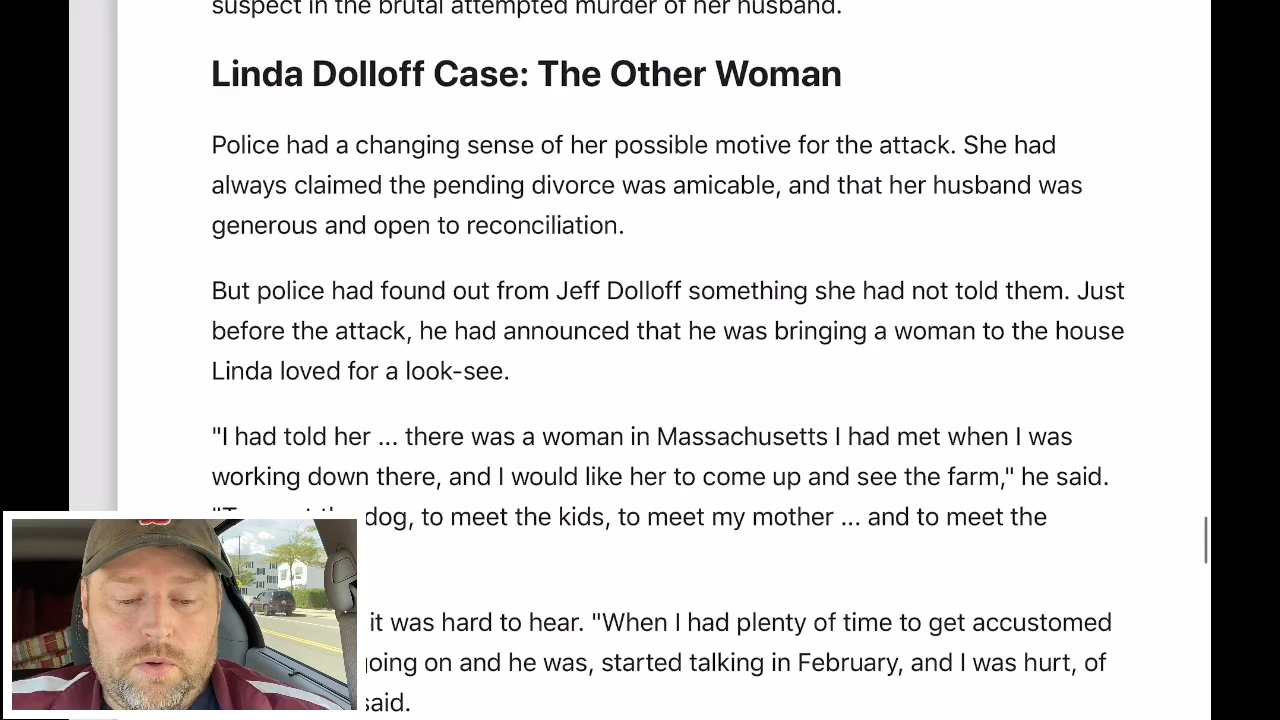 suspect in the brutal attempted murder of her husband.
Linda Dolloff Case: The Other Woman
Police had a changing sense of her possible motive for the attack. She had
always claimed the pending divorce was amicable, and that her husband was
generous and open to reconciliation.
But police had found out from Jeff Dolloff something she had not told them. Just
before the attack, he had announced that he was bringing a woman to the house
Linda loved for a look-see.
"I had told her ... there was a woman in Massachusetts I had met when I was
working down there, and I would like her to come up and see the farm," he said.
dog, to meet the kids, to meet my mother ... and to meet the
it was hard to hear. "When I had plenty of time to get accustomed
going on and he was, started talking in February, and I was hurt, of
said.